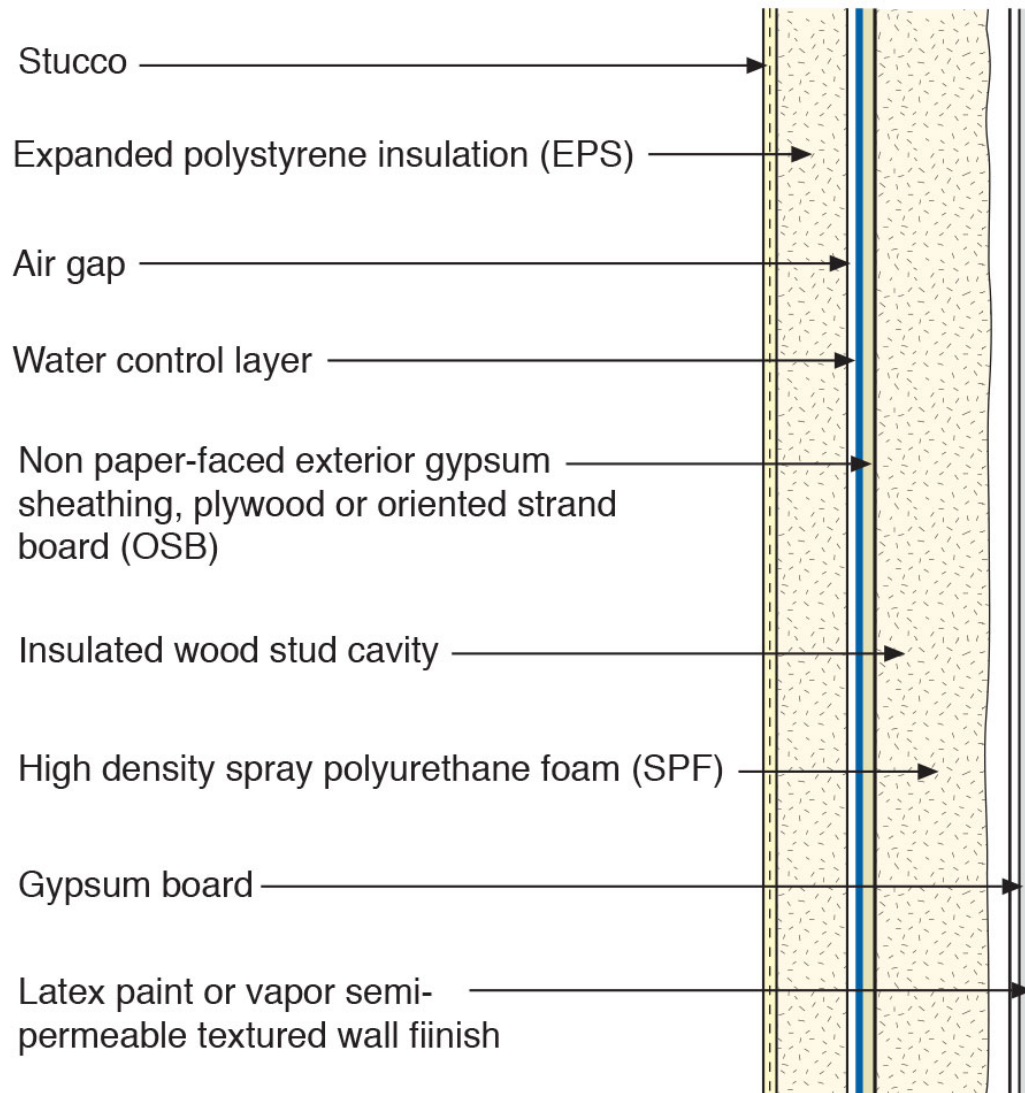 Stucco
Expanded polystyrene insulation (EPS)
Air gap
Water control layer
Non paper-faced exterior gypsum
sheathing, plywood or oriented strand
board (OSB)
Insulated wood stud cavity
High density spray polyurethane foam (SPF)
Gypsum board
Latex paint or vapor semi-
permeable textured wall fiinish